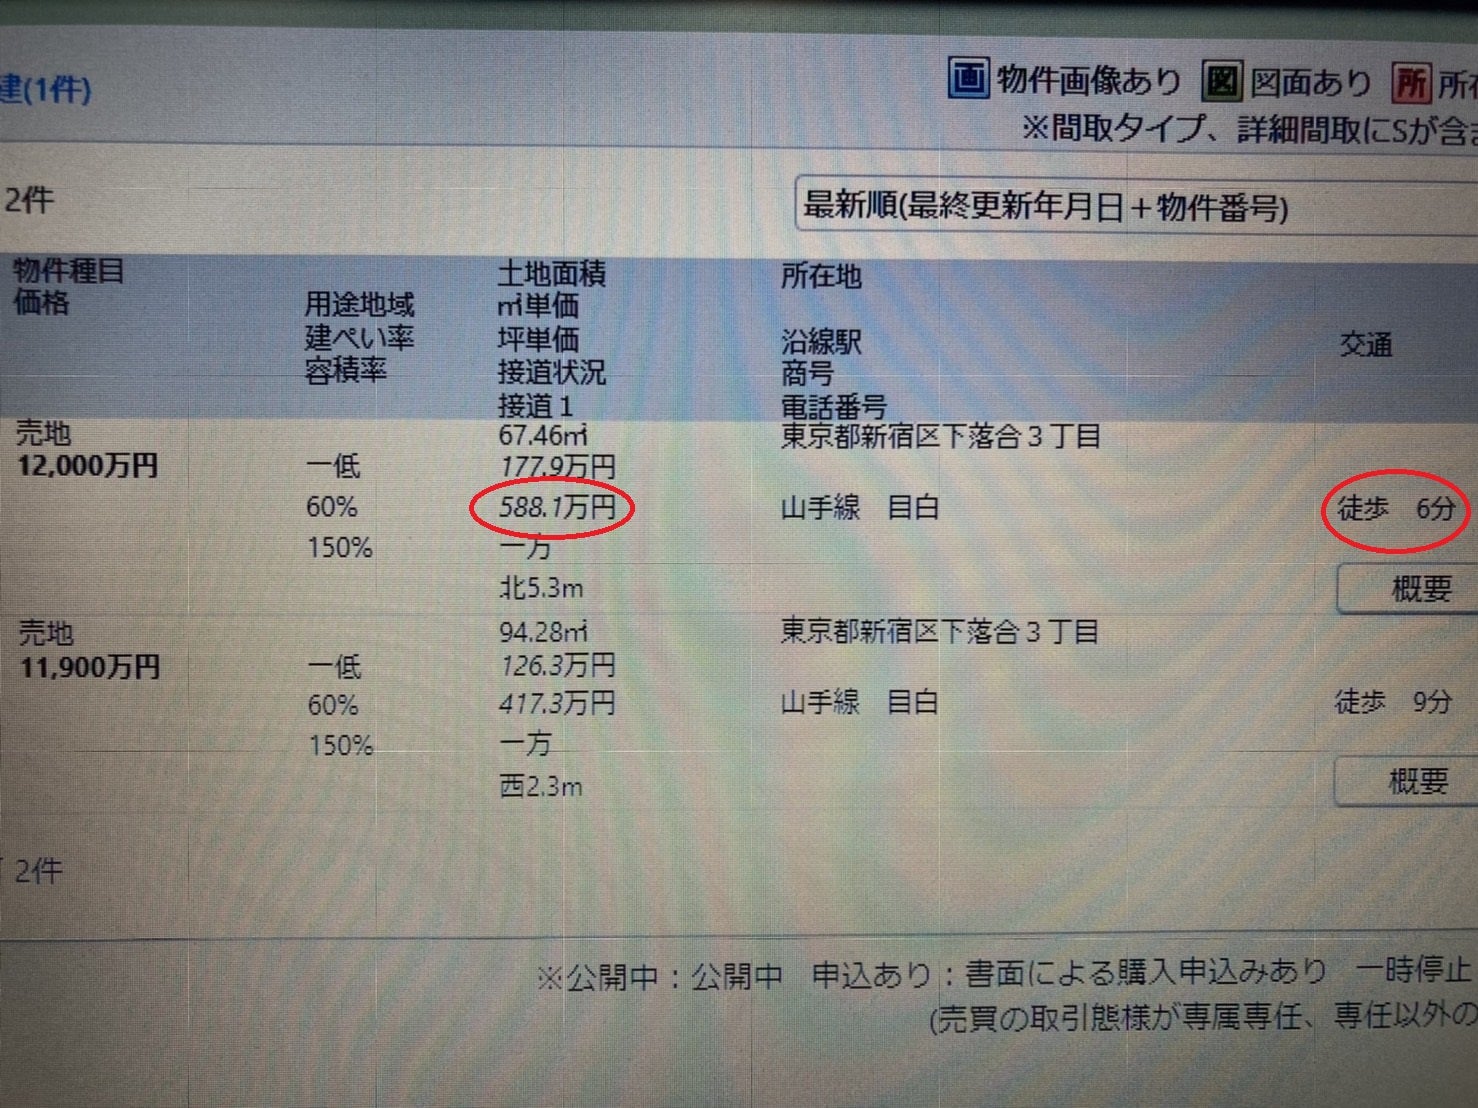 建(1件)
画 物件画像あり 図 図面あり 所
※間取タイプ、詳細間取にSが含
2件
最新順(最終更新年月日＋物件番号)
物件種目
価格
用途地域
建ぺい率
容積率
土地面積
㎡単価
坪単価
接道状況
接道１
所在地
沿線駅
商号
電話番号
交通
売地
12,000万円
一低
60%
150%
67.46㎡
177.9万円
588.1万円
一方
北5.3m
東京都新宿区下落合３丁目
山手線 目白
徒歩 6分
概要
売地
11,900万円
一低
60%
150%
94.28㎡
126.3万円
417.3万円
一方
西2.3m
東京都新宿区下落合３丁目
山手線 目白
徒歩 9分
概要
2件
※公開中：公開中 申込あり：書面による購入申込みあり 一時停止
(売買の取引態様が専属専任、専任以外の